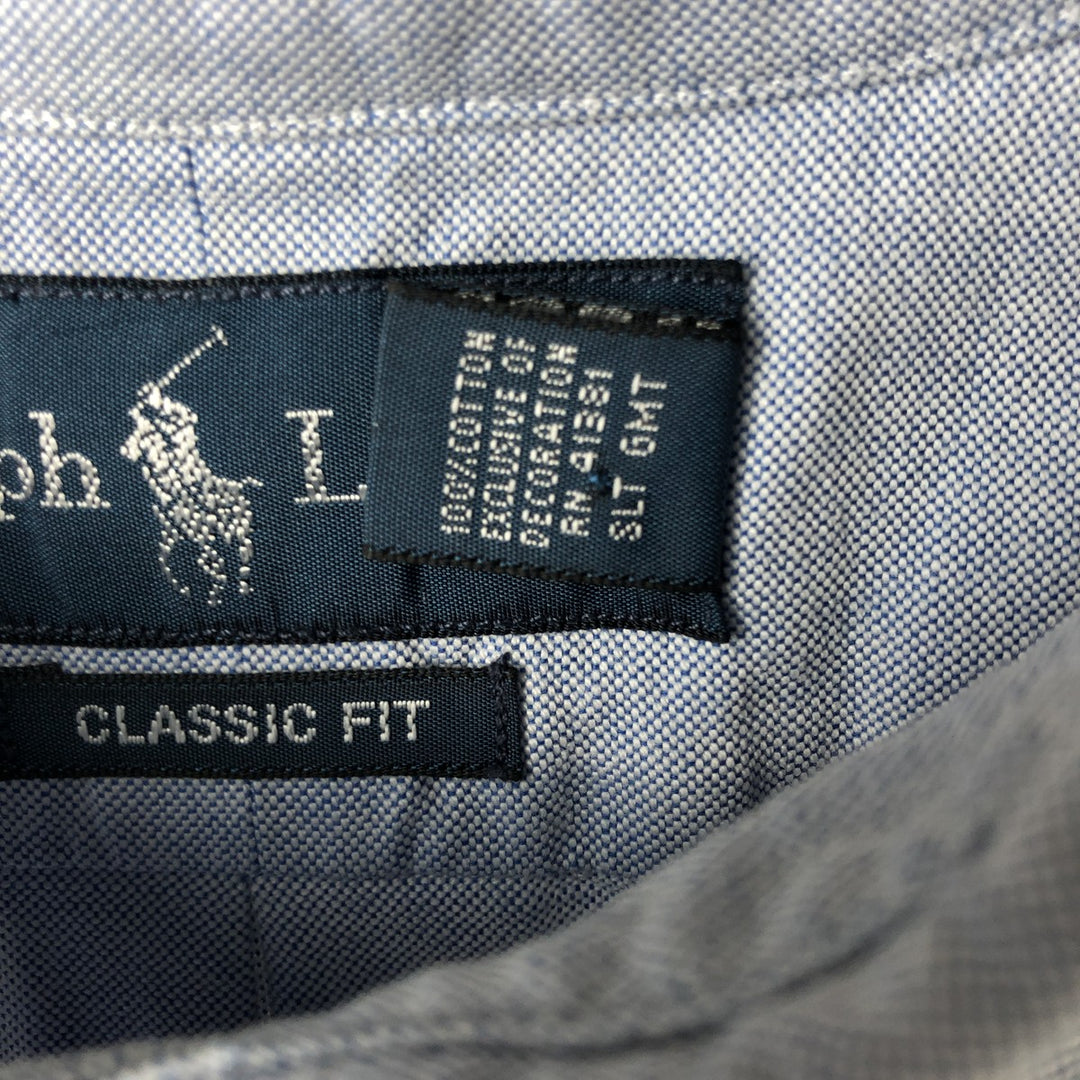 ph L
100% COTTON
EXCLUSIVE OF
DECORATION
RN 41381
SLT GMT
CLASSIC FIT